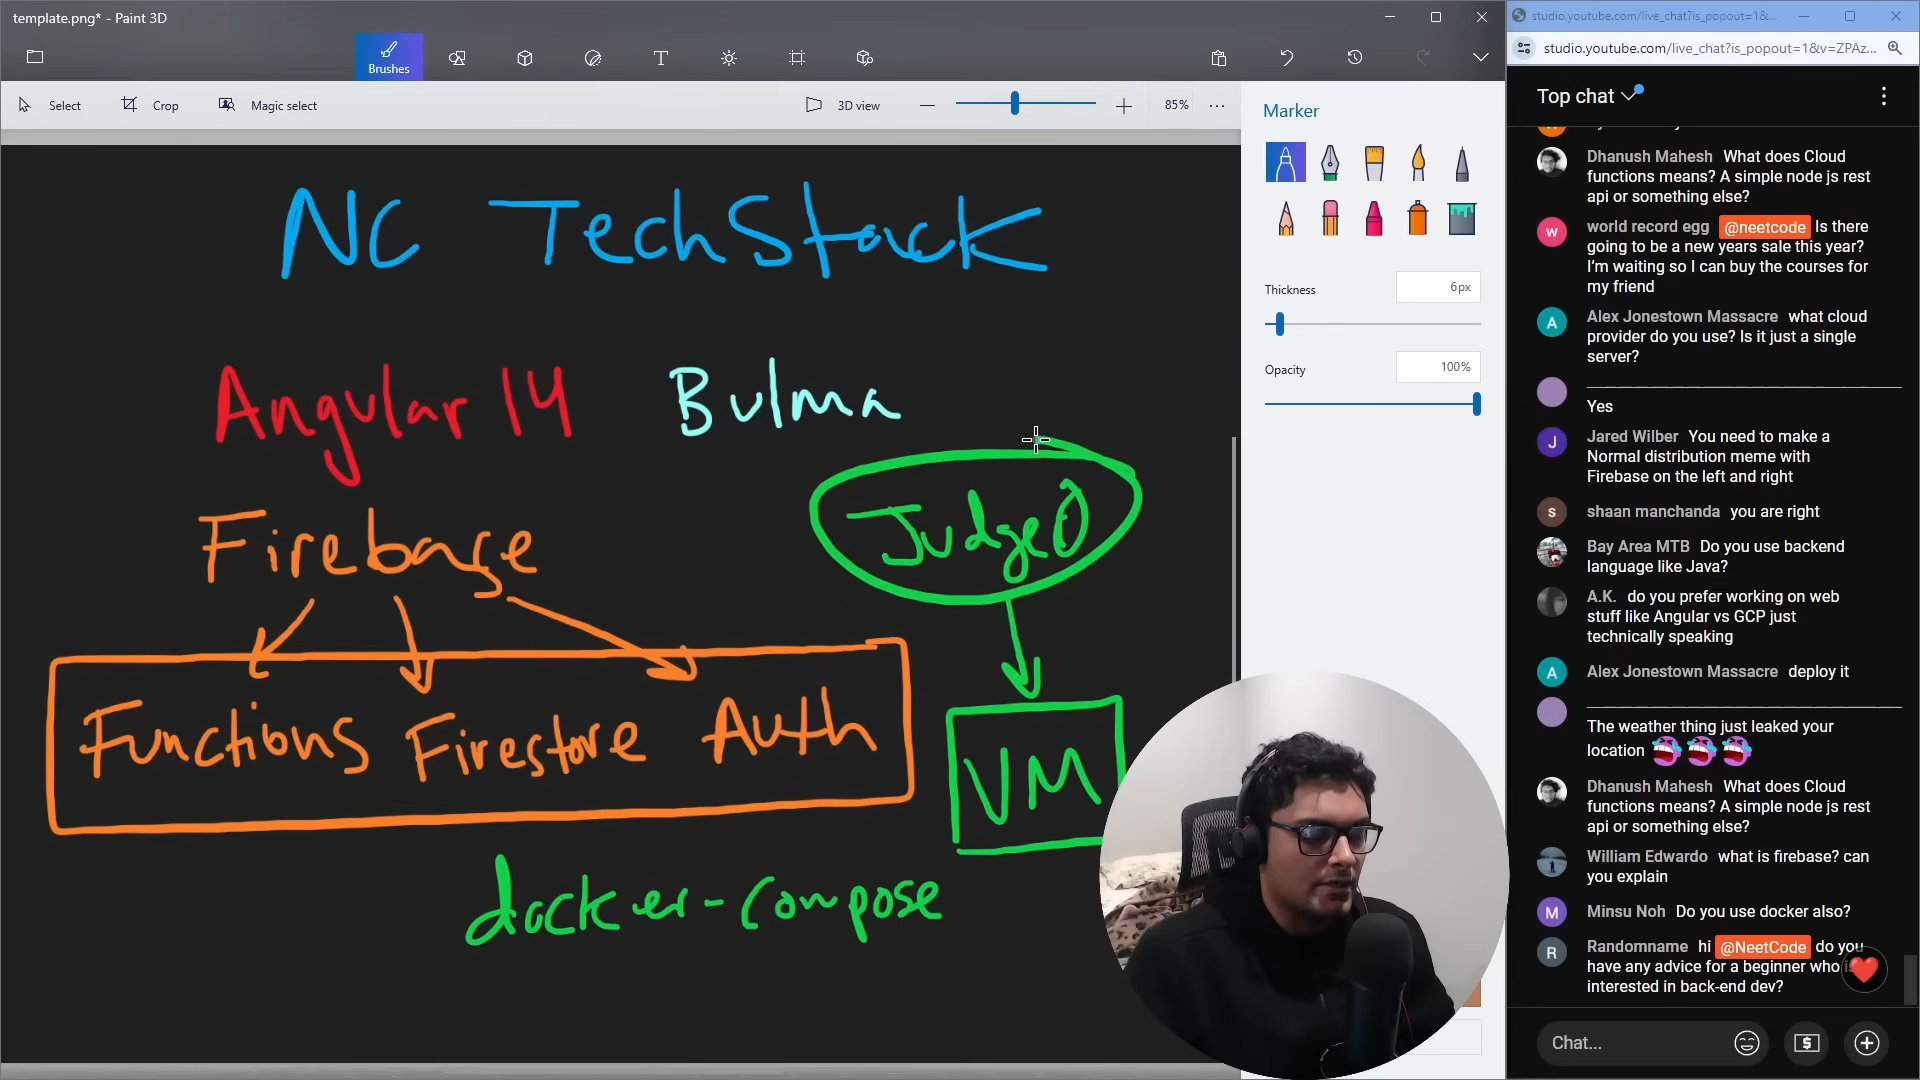 template.png* - Paint 3D
Brushes
Select
Crop
Magic select
3D view
85%
NC TechStack
Angular 14
Bulma
Firebase
Judge0
Functions Firestore Auth
VM
docker-compose
Marker
Thickness
6px
Opacity
100%
studio.youtube.com/live_chat?is_popout=1&...
studio.youtube.com/live_chat?is_popout=1&v=ZPAz...
Top chat
Dhanush Mahesh What does Cloud
functions means? A simple node js rest
api or something else?
W
world record egg @neetcode Is there
going to be a new years sale this year?
I'm waiting so I can buy the courses for
my friend
A
Alex Jonestown Massacre what cloud
provider do you use? Is it just a single
server?
Yes
J
Jared Wilber You need to make a
Normal distribution meme with
Firebase on the left and right
s
shaan manchanda you are right
Bay Area MTB Do you use backend
language like Java?
A.K. do you prefer working on web
stuff like Angular vs GCP just
technically speaking
A
Alex Jonestown Massacre deploy it
The weather thing just leaked your
location
Dhanush Mahesh What does Cloud
functions means? A simple node js rest
api or something else?
William Edwardo what is firebase? can
you explain
M
Minsu Noh Do you use docker also?
R
Randomname hi @NeetCode do you
have any advice for a beginner who
interested in back-end dev?
Chat...